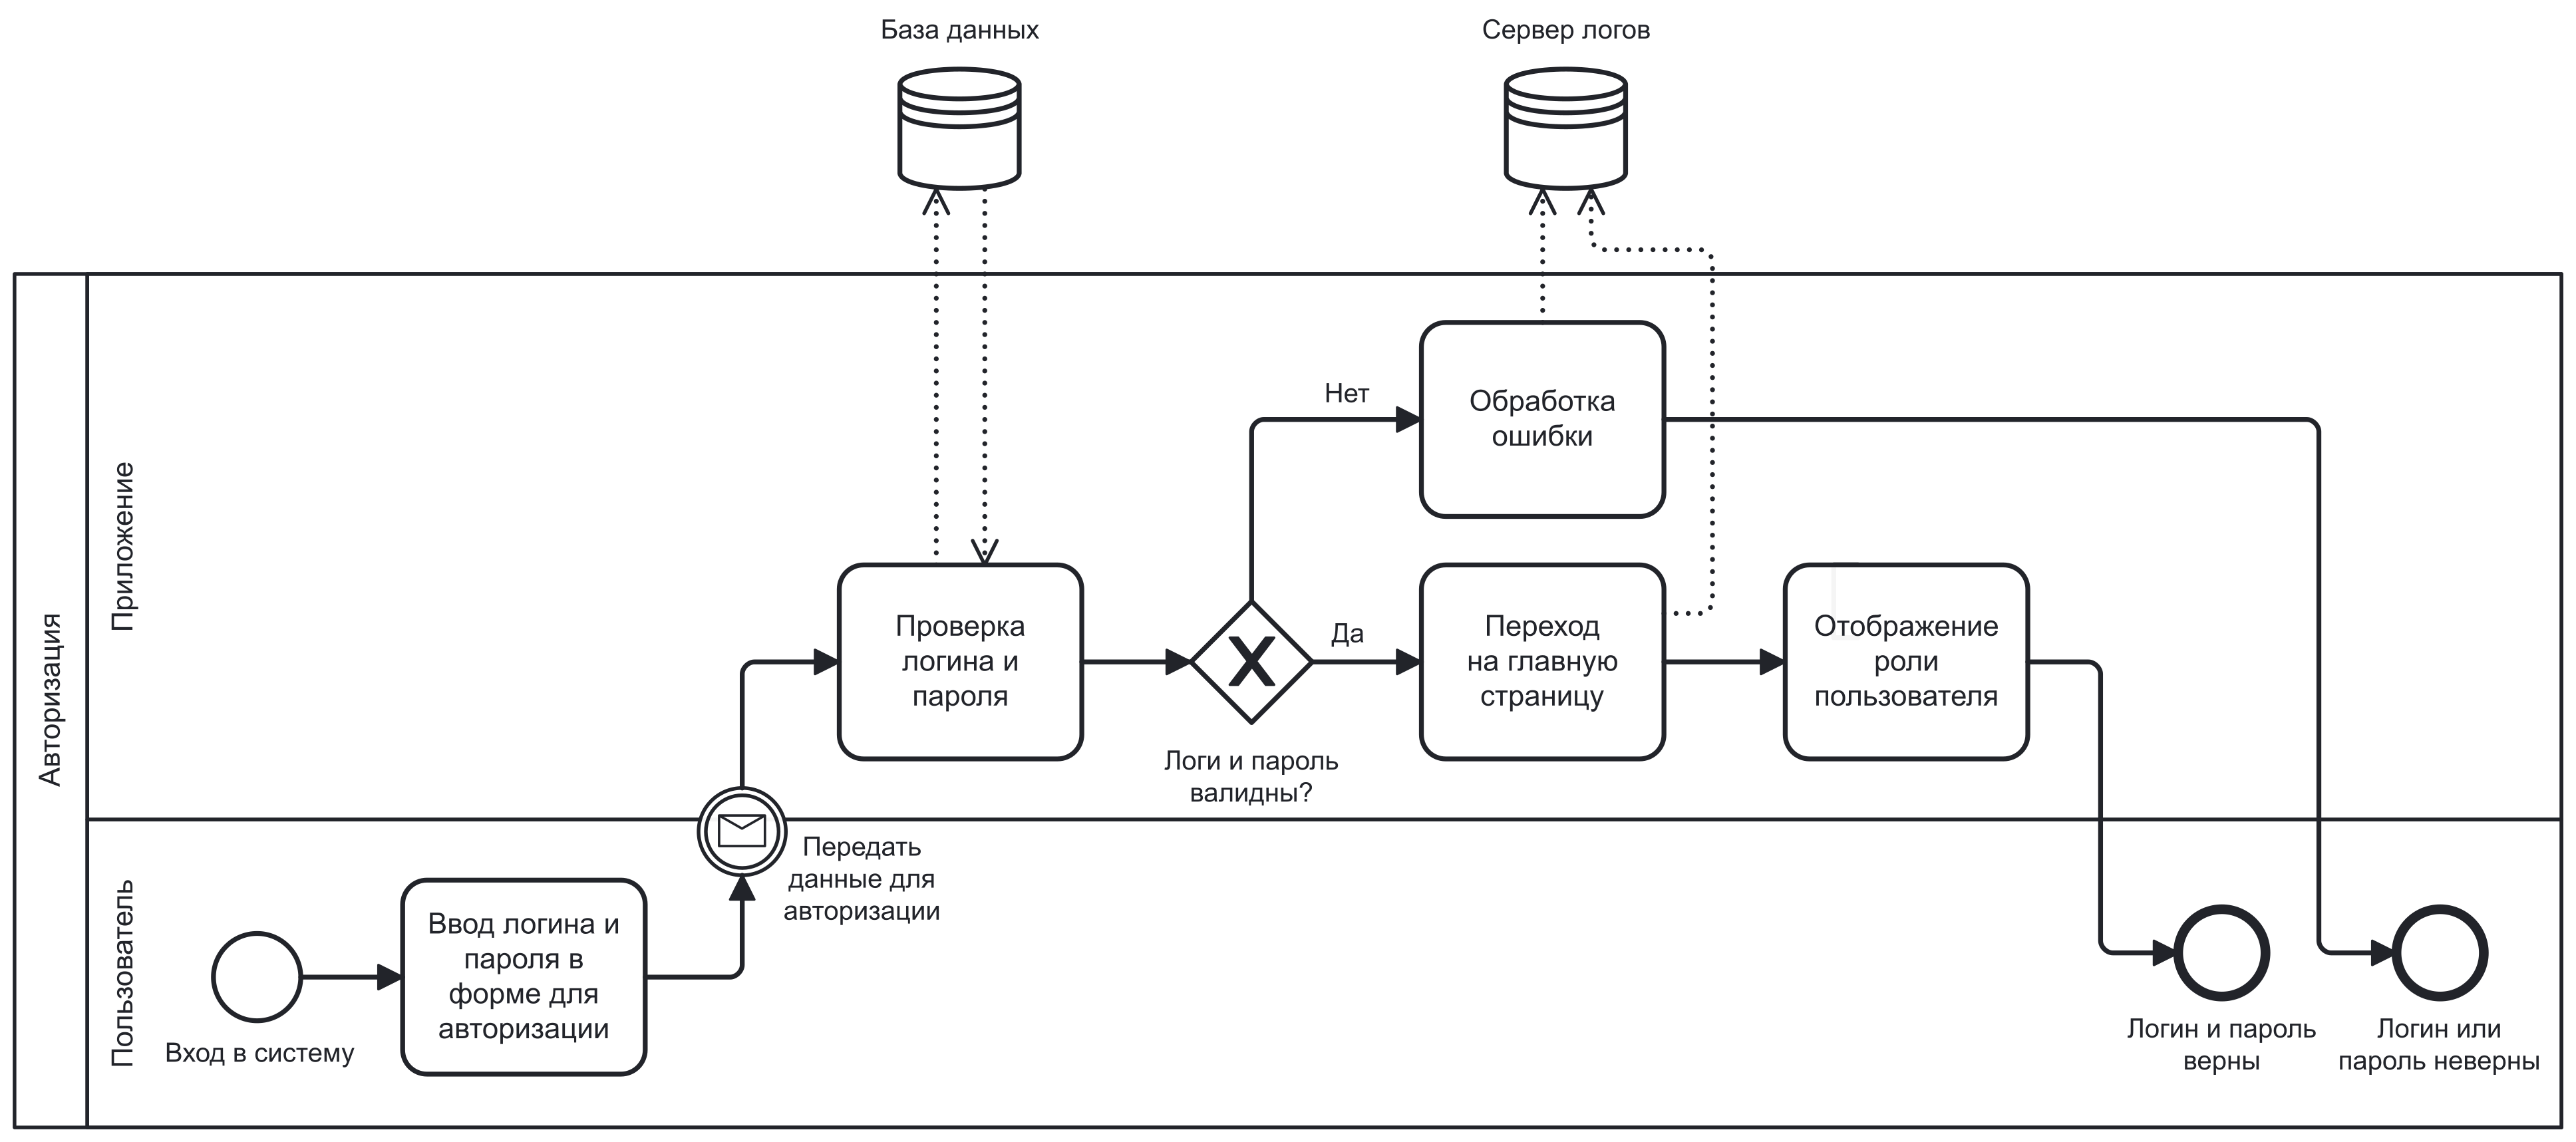 База данных
Сервер логов
Авторизация
Приложение
Нет
Обработка
ошибки
Проверка
логина и
пароля
Да
Логи и пароль
валидны?
Переход
на главную
страницу
Отображение
роли
пользователя
Пользователь
Передать
данные для
авторизации
Вход в систему
Ввод логина и
пароля в
форме для
авторизации
Логин и пароль
верны
Логин или
пароль неверны